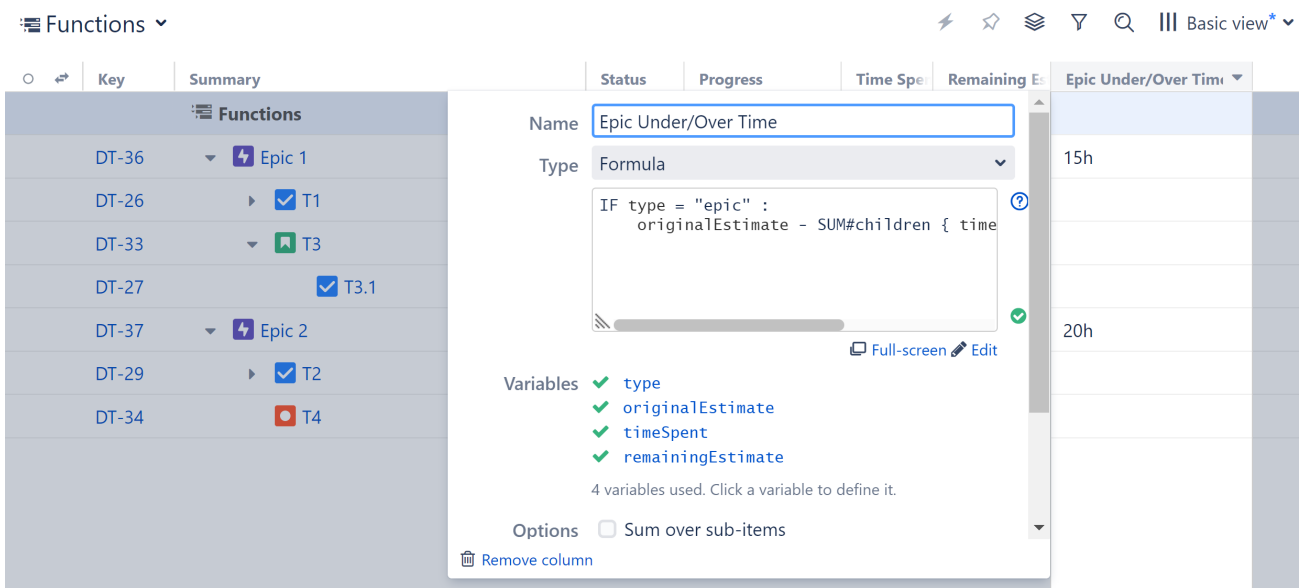 Functions
Basic view*
Key Summary Status Progress Time Spe Remaining Es Epic Under/Over Time
Functions
Name Epic Under/Over Time
DT-36 Epic 1 15h
Type Formula
DT-26 T1
IF type = "epic" :
originalEstimate - SUM#children { time
DT-33 T3
DT-27 T3.1
DT-37 Epic 2 20h
Full-screen Edit
DT-29 T2
Variables type
originalEstimate
DT-34 T4
timeSpent
remainingEstimate
4 variables used. Click a variable to define it.
Options Sum over sub-items
Remove column